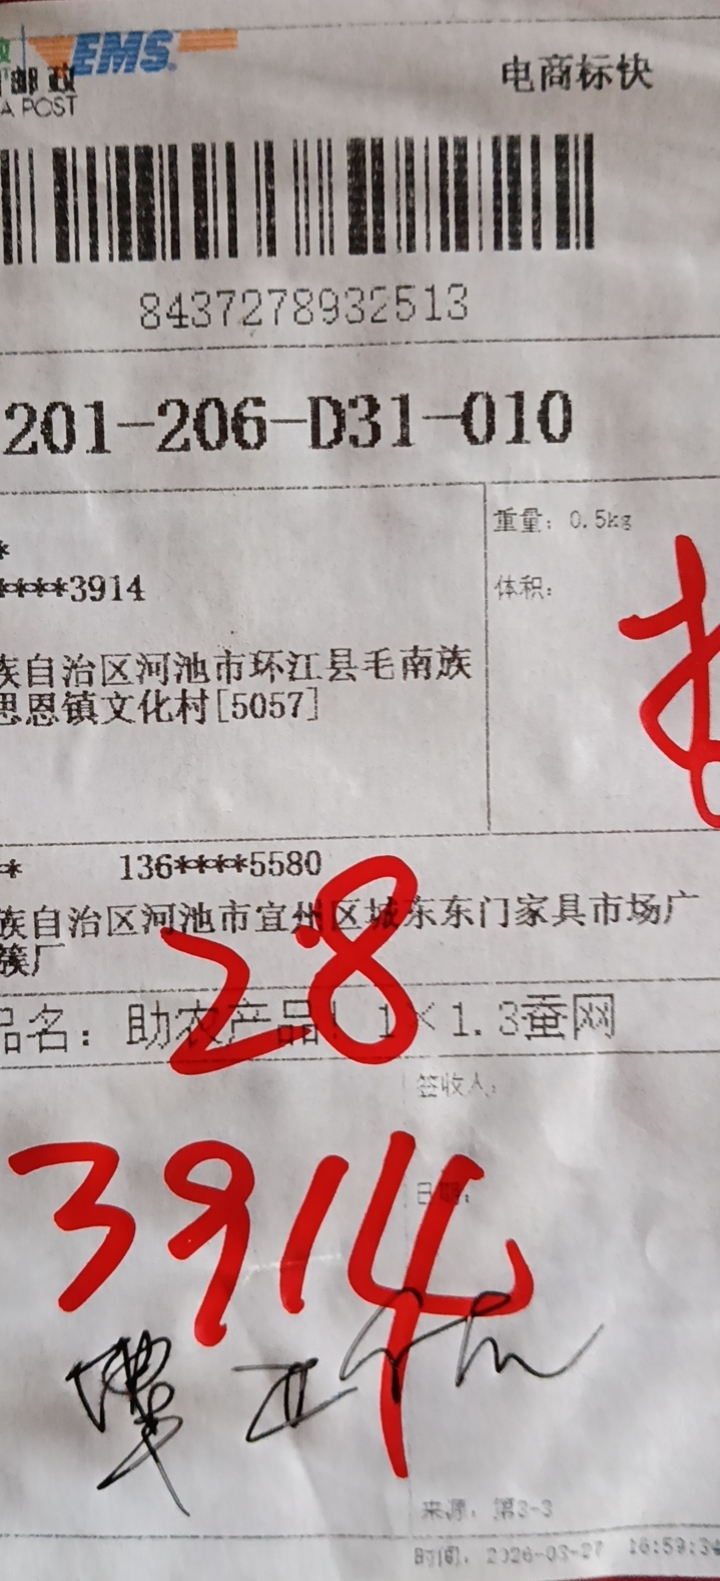 EMS
邮政
A POST
电商标快
8437278932513
201-206-D31-010
*
****3914
重量：0.5kg
体积：
族自治区河池市环江县毛南族
思恩镇文化村[5057]
** 136****5580
族自治区河池市宜州区城东东门家具市场广
簇厂
28
品名：助农产品！1×1.3蚕网
签收人：
日期：
3914
覃
来源：第3-3
时间：2026-03-27 16:59:34